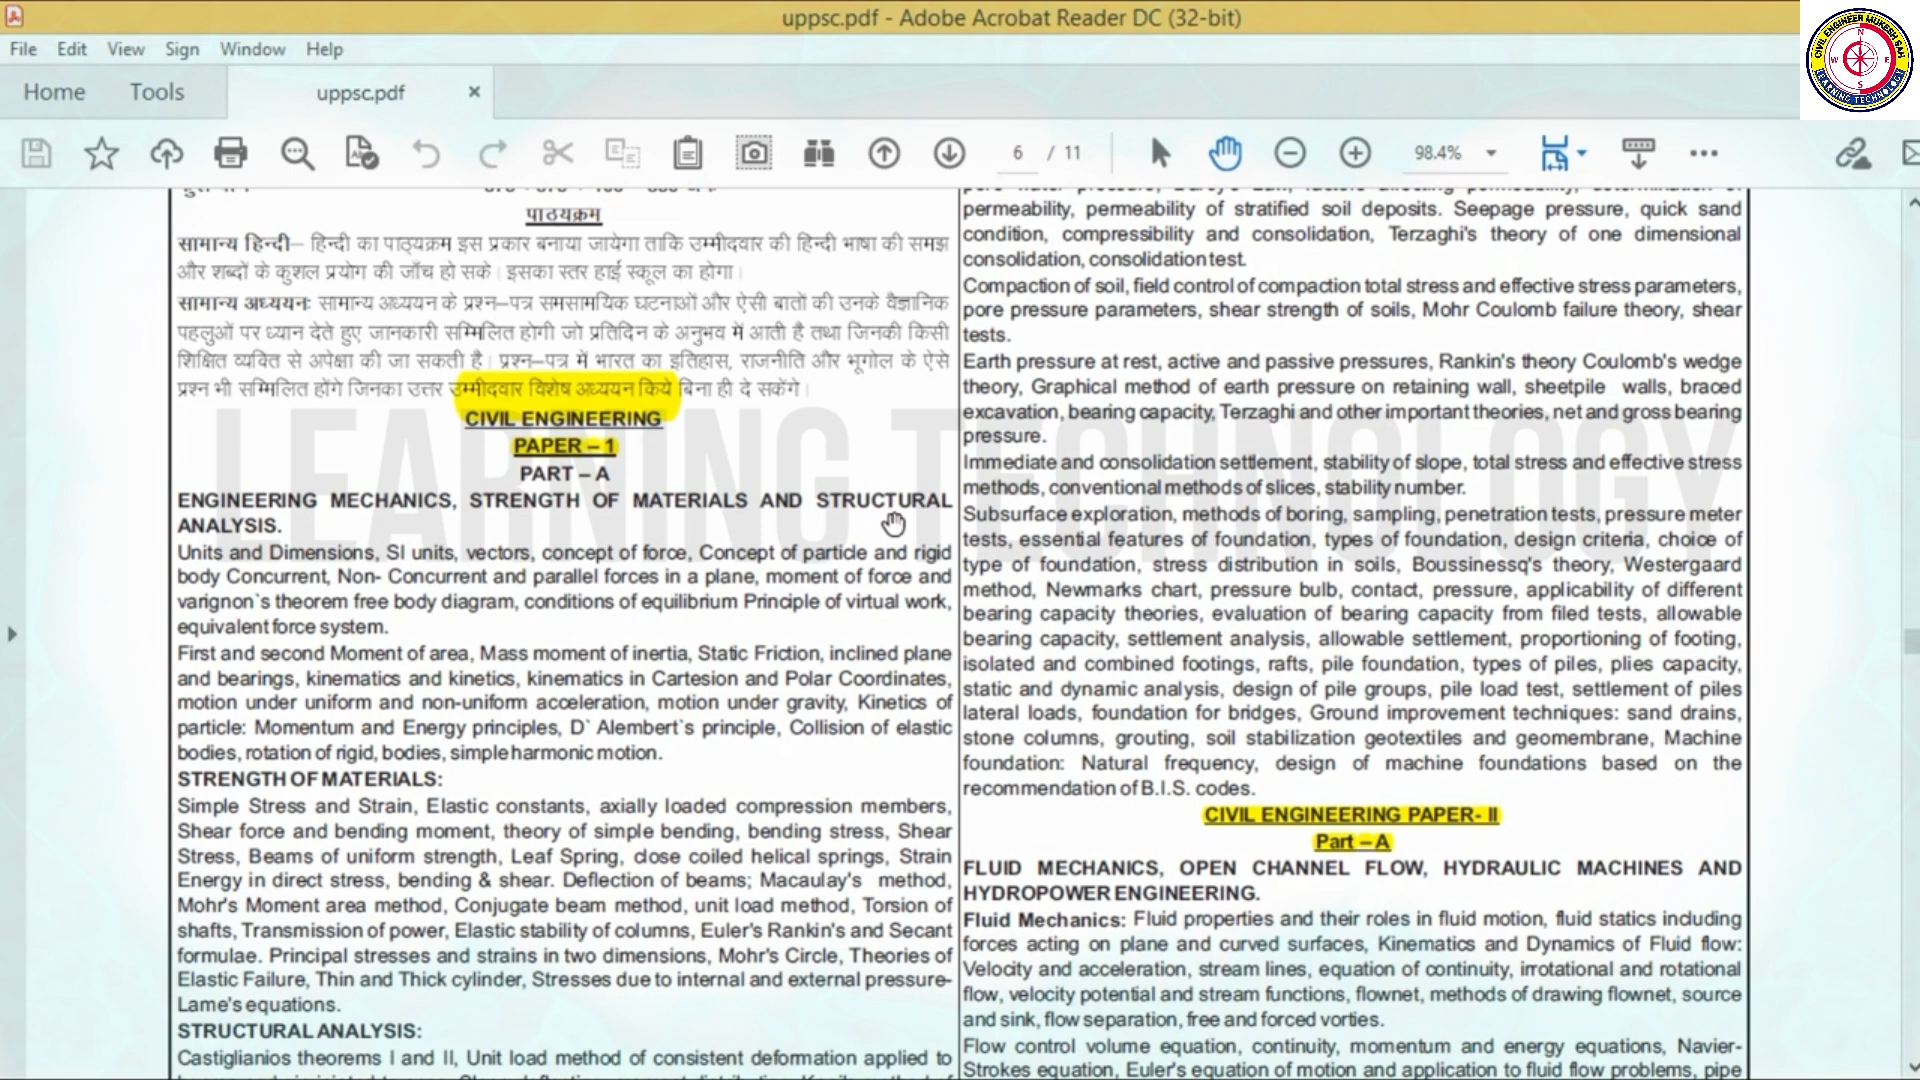 uppsc.pdf - Adobe Acrobat Reader DC (32-bit)
File Edit View Sign Window Help
Home Tools uppsc.pdf ×
6 / 11 98.4%
CIVIL ENGINEER MUKESH SAH
LEARNING TECHNOLOGY
N
W E
S
LEARNING TECHNOLOGY
पाठ्यक्रम
सामान्य हिन्दी– हिन्दी का पाठ्यक्रम इस प्रकार बनाया जायेगा ताकि उम्मीदवार की हिन्दी भाषा की समझ
और शब्दों के कुशल प्रयोग की जाँच हो सके। इसका स्तर हाई स्कूल का होगा।
सामान्य अध्ययन: सामान्य अध्ययन के प्रश्न–पत्र समसामयिक घटनाओं और ऐसी बातों की उनके वैज्ञानिक
पहलुओं पर ध्यान देते हुए जानकारी सम्मिलित होगी जो प्रतिदिन के अनुभव में आती है तथा जिनकी किसी
शिक्षित व्यक्ति से अपेक्षा की जा सकती है। प्रश्न–पत्र में भारत का इतिहास, राजनीति और भूगोल के ऐसे
प्रश्न भी सम्मिलित होंगे जिनका उत्तर उम्मीदवार विशेष अध्ययन किये बिना ही दे सकेंगे।
CIVIL ENGINEERING
PAPER – 1
PART – A
ENGINEERING MECHANICS, STRENGTH OF MATERIALS AND STRUCTURAL
ANALYSIS.
Units and Dimensions, SI units, vectors, concept of force, Concept of particle and rigid
body Concurrent, Non- Concurrent and parallel forces in a plane, moment of force and
varignon`s theorem free body diagram, conditions of equilibrium Principle of virtual work,
equivalent force system.
First and second Moment of area, Mass moment of inertia, Static Friction, inclined plane
and bearings, kinematics and kinetics, kinematics in Cartesion and Polar Coordinates,
motion under uniform and non-uniform acceleration, motion under gravity, Kinetics of
particle: Momentum and Energy principles, D` Alembert`s principle, Collision of elastic
bodies, rotation of rigid, bodies, simple harmonic motion.
STRENGTH OF MATERIALS:
Simple Stress and Strain, Elastic constants, axially loaded compression members,
Shear force and bending moment, theory of simple bending, bending stress, Shear
Stress, Beams of uniform strength, Leaf Spring, close coiled helical springs, Strain
Energy in direct stress, bending & shear. Deflection of beams; Macaulay's method,
Mohr's Moment area method, Conjugate beam method, unit load method, Torsion of
shafts, Transmission of power, Elastic stability of columns, Euler's Rankin's and Secant
formulae. Principal stresses and strains in two dimensions, Mohr's Circle, Theories of
Elastic Failure, Thin and Thick cylinder, Stresses due to internal and external pressure-
Lame's equations.
STRUCTURAL ANALYSIS:
Castiglianios theorems I and II, Unit load method of consistent deformation applied to
permeability, permeability of stratified soil deposits. Seepage pressure, quick sand
condition, compressibility and consolidation, Terzaghi's theory of one dimensional
consolidation, consolidation test.
Compaction of soil, field control of compaction total stress and effective stress parameters,
pore pressure parameters, shear strength of soils, Mohr Coulomb failure theory, shear
tests.
Earth pressure at rest, active and passive pressures, Rankin's theory Coulomb's wedge
theory, Graphical method of earth pressure on retaining wall, sheetpile walls, braced
excavation, bearing capacity, Terzaghi and other important theories, net and gross bearing
pressure.
Immediate and consolidation settlement, stability of slope, total stress and effective stress
methods, conventional methods of slices, stability number.
Subsurface exploration, methods of boring, sampling, penetration tests, pressure meter
tests, essential features of foundation, types of foundation, design criteria, choice of
type of foundation, stress distribution in soils, Boussinessq's theory, Westergaard
method, Newmarks chart, pressure bulb, contact, pressure, applicability of different
bearing capacity theories, evaluation of bearing capacity from filed tests, allowable
bearing capacity, settlement analysis, allowable settlement, proportioning of footing,
isolated and combined footings, rafts, pile foundation, types of piles, plies capacity,
static and dynamic analysis, design of pile groups, pile load test, settlement of piles
lateral loads, foundation for bridges, Ground improvement techniques: sand drains,
stone columns, grouting, soil stabilization geotextiles and geomembrane, Machine
foundation: Natural frequency, design of machine foundations based on the
recommendation of B.I.S. codes.
CIVIL ENGINEERING PAPER- II
Part – A
FLUID MECHANICS, OPEN CHANNEL FLOW, HYDRAULIC MACHINES AND
HYDROPOWER ENGINEERING.
Fluid Mechanics: Fluid properties and their roles in fluid motion, fluid statics including
forces acting on plane and curved surfaces, Kinematics and Dynamics of Fluid flow:
Velocity and acceleration, stream lines, equation of continuity, irrotational and rotational
flow, velocity potential and stream functions, flownet, methods of drawing flownet, source
and sink, flow separation, free and forced vorties.
Flow control volume equation, continuity, momentum and energy equations, Navier-
Strokes equation, Euler's equation of motion and application to fluid flow problems, pipe